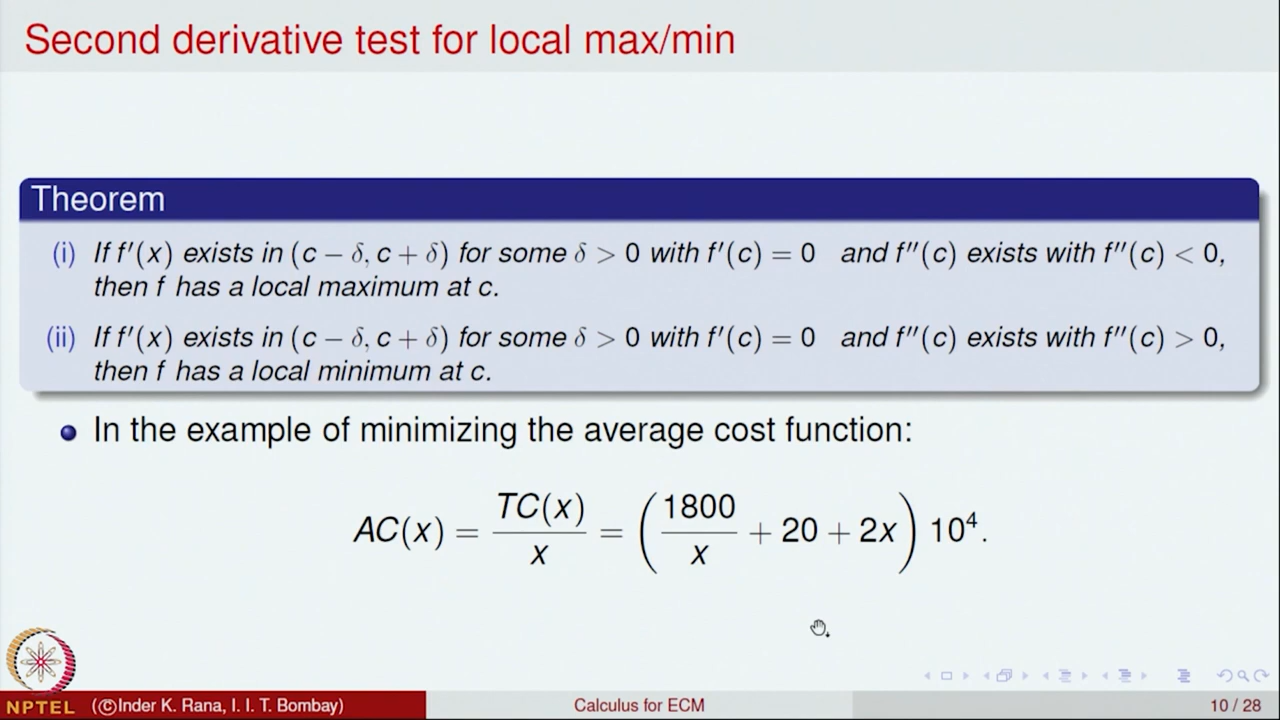 Second derivative test for local max/min
Theorem
(i) If f′(x) exists in (c − δ, c + δ) for some δ > 0 with f′(c) = 0 and f′′(c) exists with f′′(c) < 0,
then f has a local maximum at c.
(ii) If f′(x) exists in (c − δ, c + δ) for some δ > 0 with f′(c) = 0 and f′′(c) exists with f′′(c) > 0,
then f has a local minimum at c.
In the example of minimizing the average cost function:
AC(x) = TC(x)/x = (1800/x + 20 + 2x) 10⁴.
NPTEL (©Inder K. Rana, I. I. T. Bombay) Calculus for ECM 10 / 28